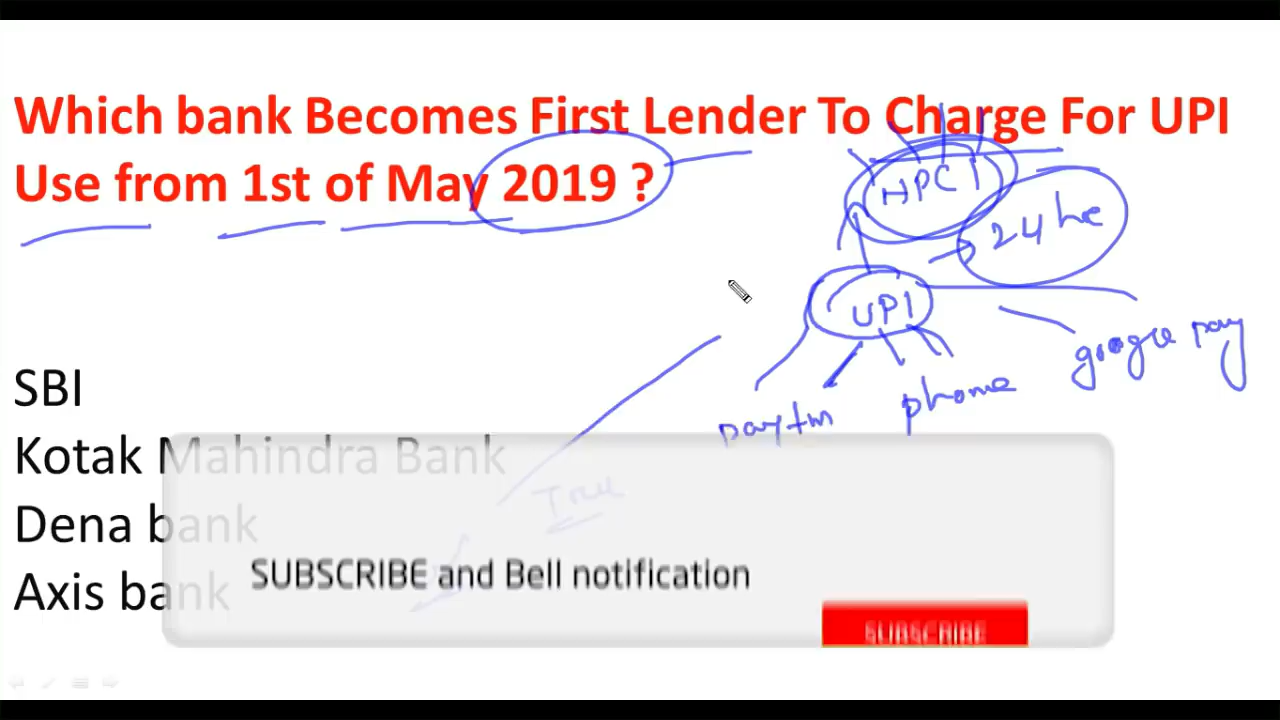 Which bank Becomes First Lender To Charge For UPI
Use from 1st of May 2019 ?
HPCI
24 hr
UPI
google pay
SBI
phone
paytm
Kotak Mahindra Bank
True
Dena bank
SUBSCRIBE and Bell notification
Axis bank
SUBSCRIBE